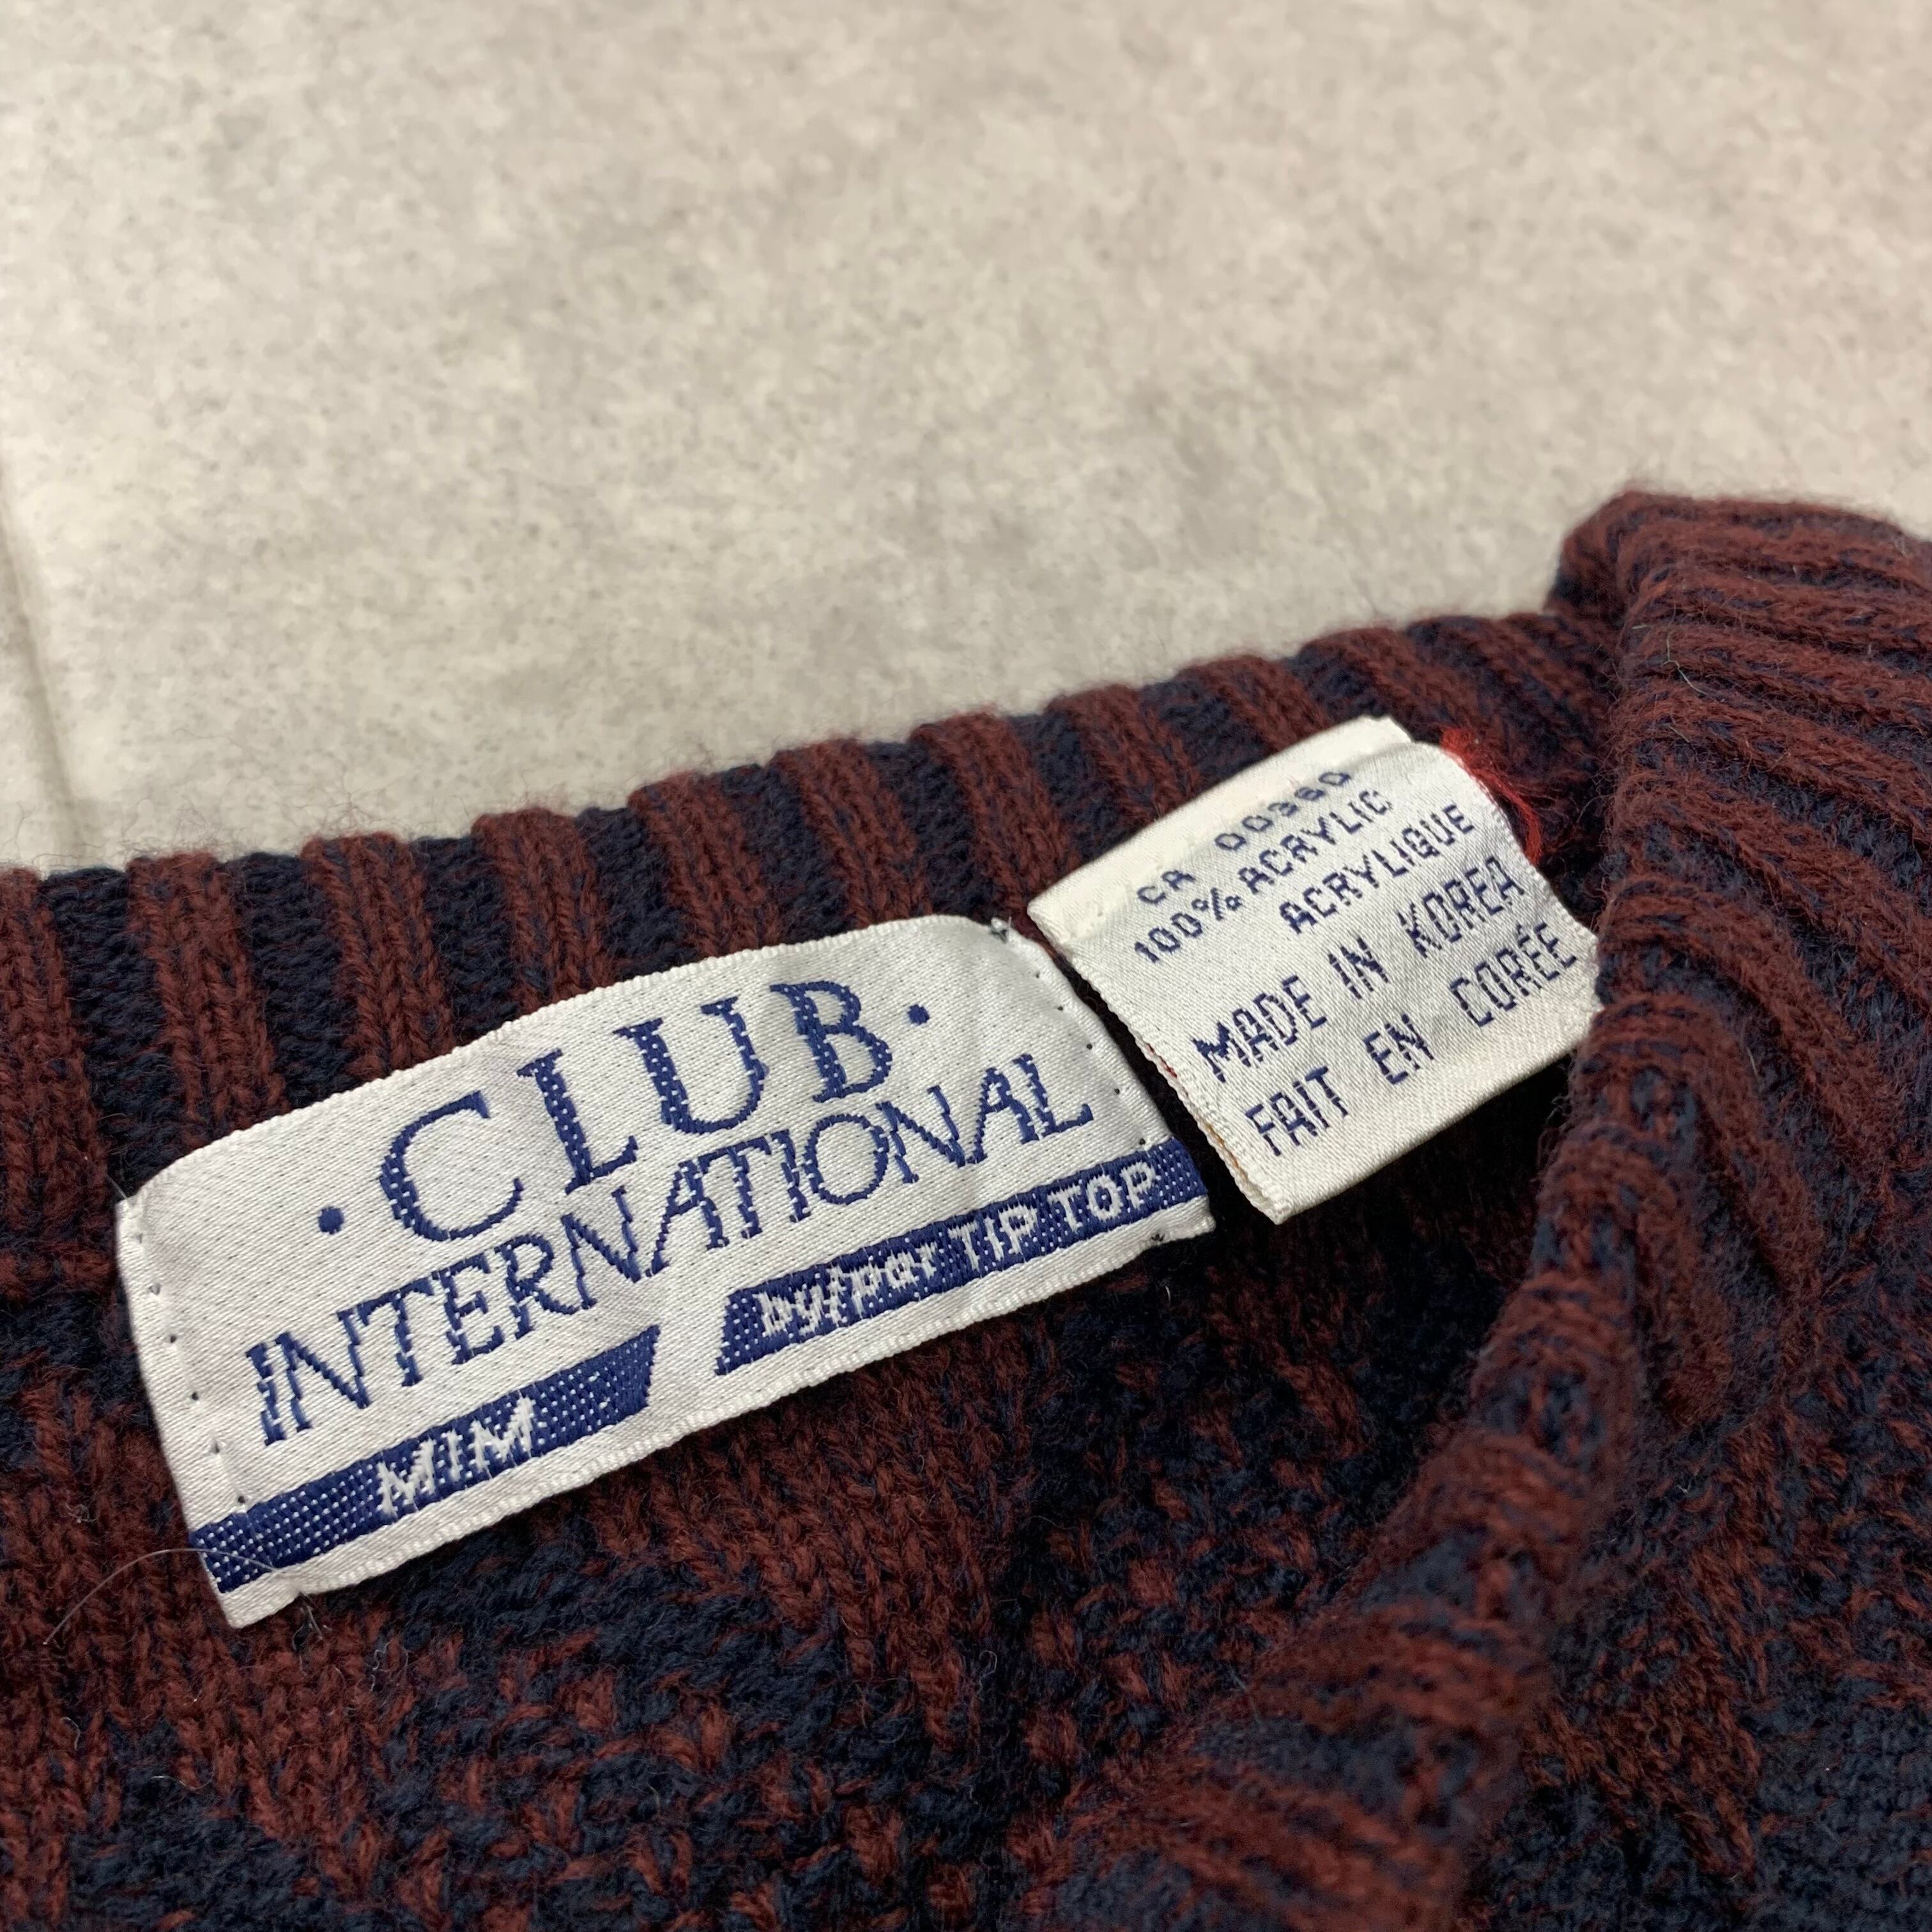 · CLUB ·
INTERNATIONAL
M/M
by/par TIP TOP
CA 00360
100% ACRYLIC
ACRYLIQUE
MADE IN KOREA
FAIT EN CORÉE